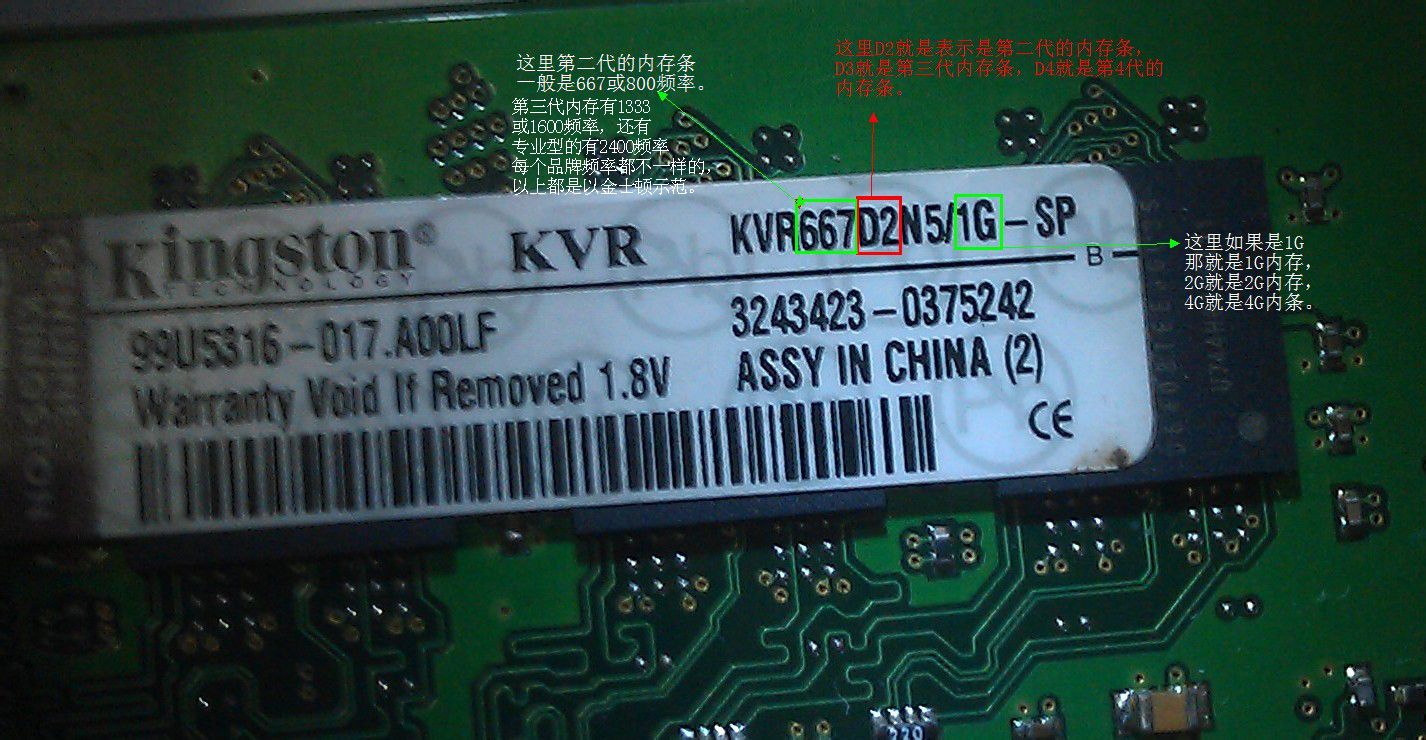 这里第二代的内存条
一般是667或800频率。
第三代内存有1333
或1600频率，还有
专业型的有2400频率
每个品牌频率都不一样的，
以上都是以金士顿示范。
这里D2就是表示是第二代的内存条，
D3就是第三代内存条，D4就是第4代的
内存条。
Kingston®
TECHNOLOGY
KVR
KVR667D2N5/1G-SP
B
这里如果是1G
那就是1G内存，
2G就是2G内存，
4G就是4G内条。
99U5316-017.A00LF
3243423-0375242
Warranty Void If Removed 1.8V
ASSY IN CHINA (2)
CE
220